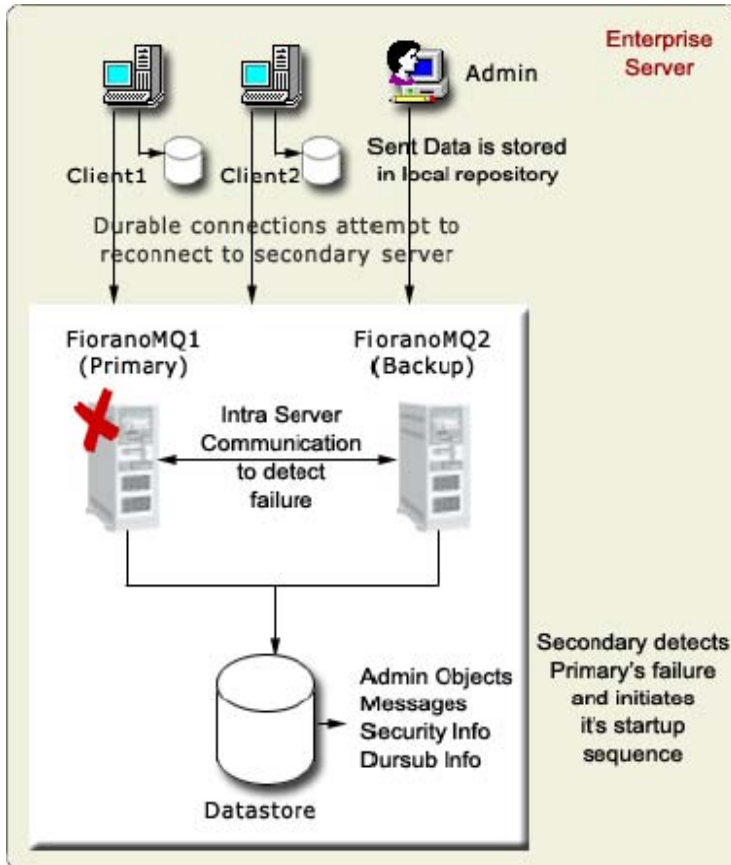 Enterprise
Server
Admin
Client1
Client2
Sent Data is stored
in local repository
Durable connections attempt to
reconnect to secondary server
FioranoMQ1
(Primary)
FioranoMQ2
(Backup)
Intra Server
Communication
to detect
failure
Secondary detects
Primary's failure
and initiates
it's startup
sequence
Admin Objects
Messages
Security Info
Dursub Info
Datastore